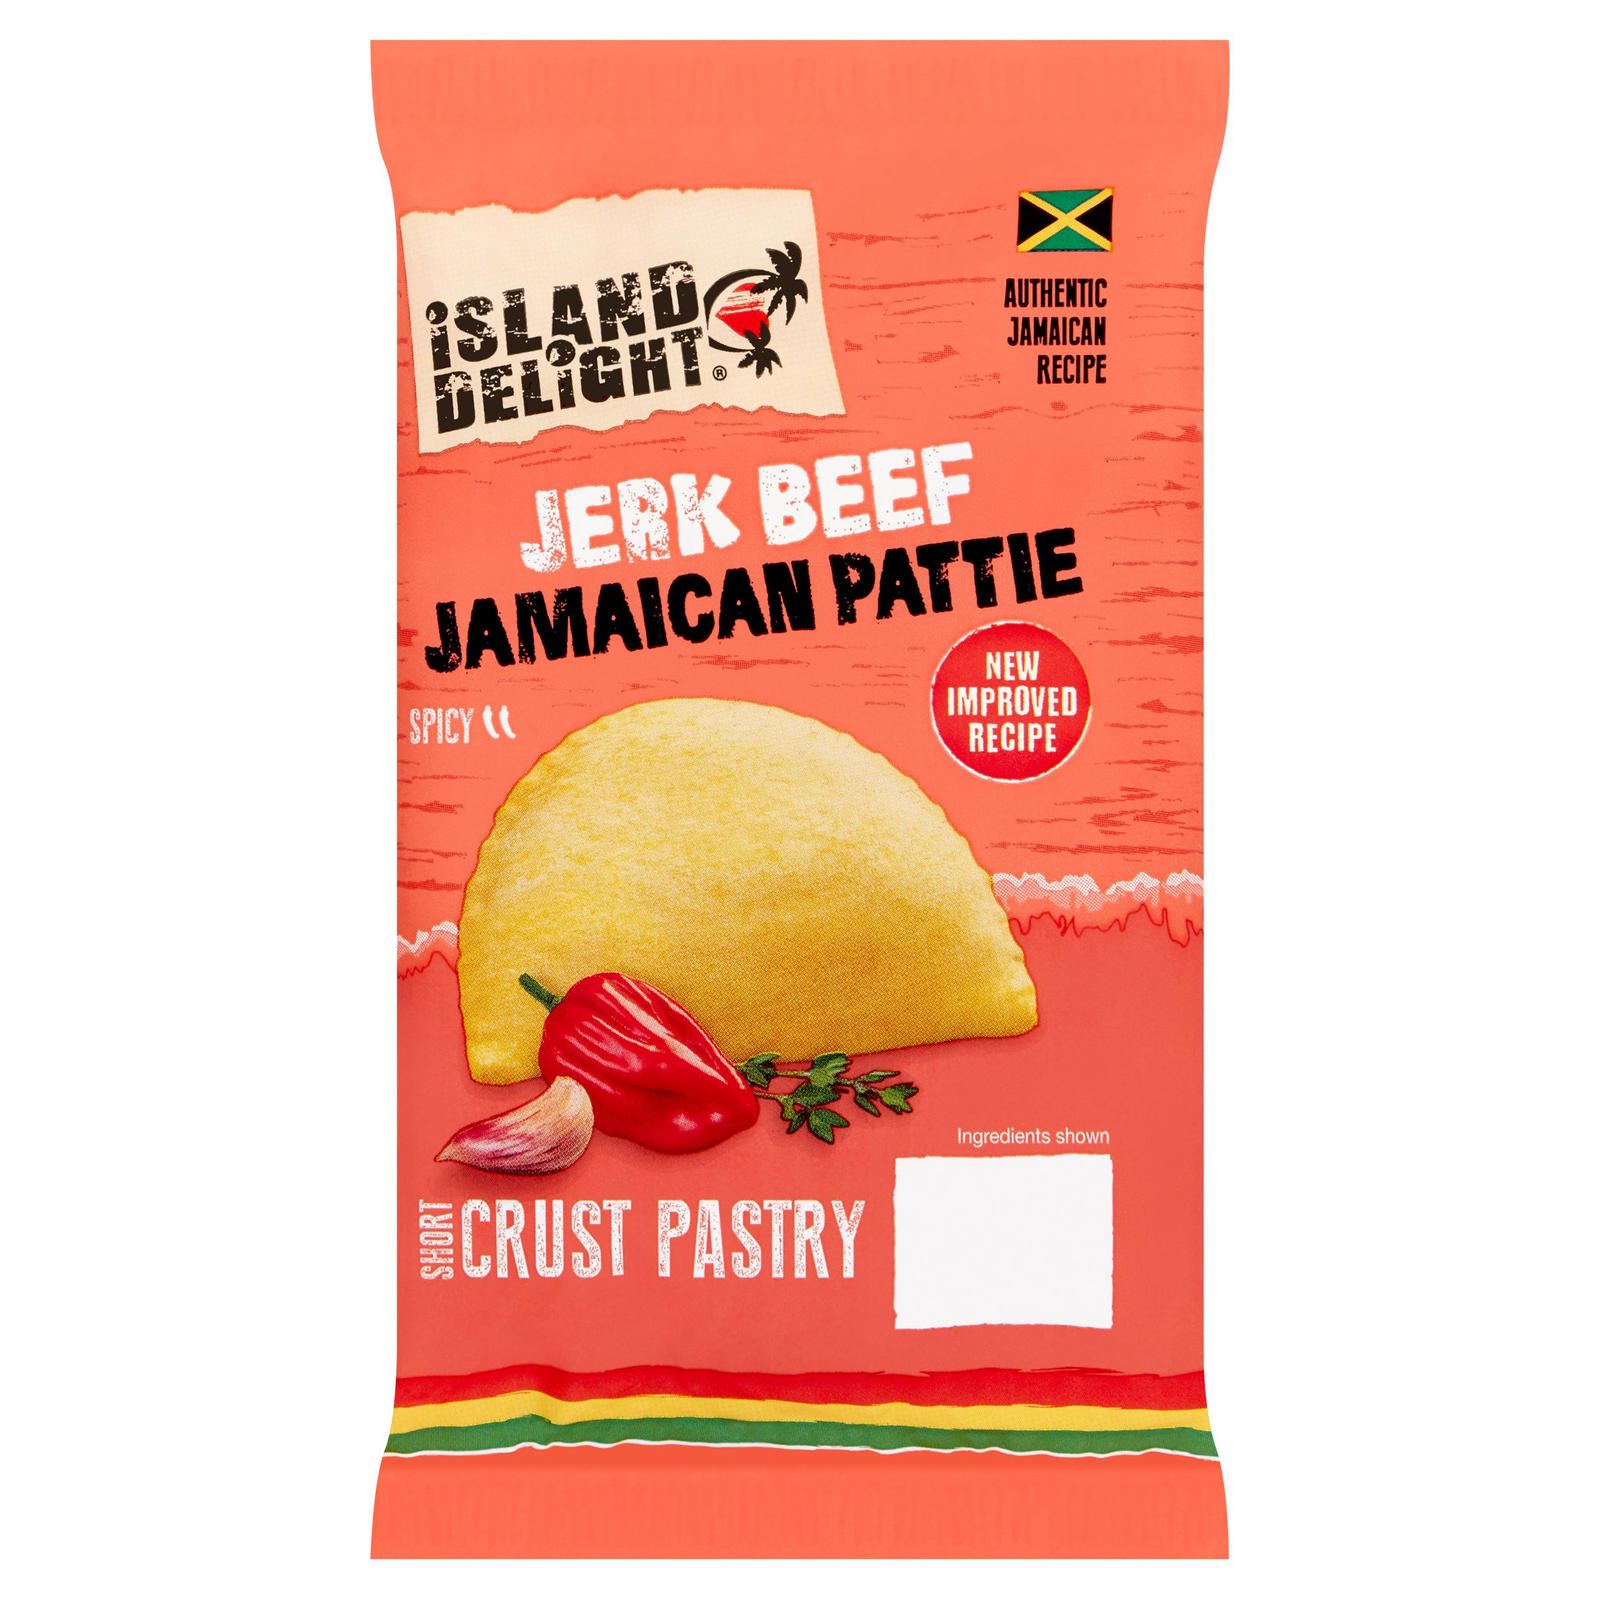 iSLAND
DELiGHT®
AUTHENTIC
JAMAICAN
RECIPE
JERK BEEF
JAMAICAN PATTIE
NEW
IMPROVED
RECIPE
SPICY
Ingredients shown
SHORT CRUST PASTRY